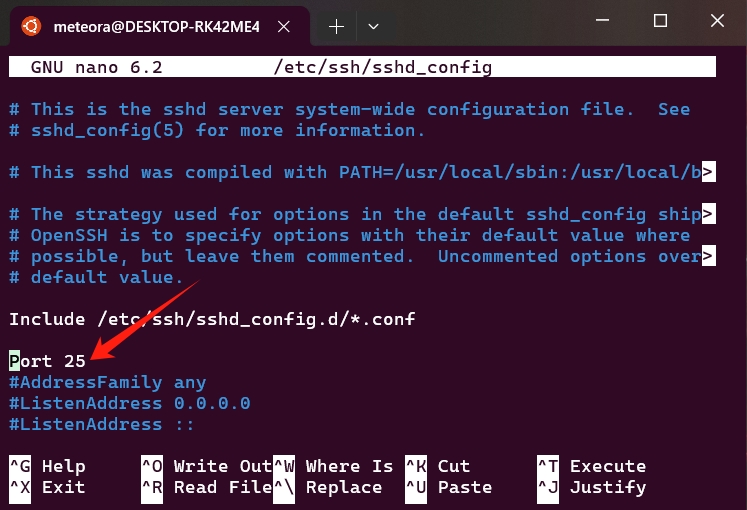 meteora@DESKTOP-RK42ME4
GNU nano 6.2 /etc/ssh/sshd_config
# This is the sshd server system-wide configuration file.  See
# sshd_config(5) for more information.
# This sshd was compiled with PATH=/usr/local/sbin:/usr/local/b>
# The strategy used for options in the default sshd_config ship>
# OpenSSH is to specify options with their default value where
# possible, but leave them commented.  Uncommented options over>
# default value.
Include /etc/ssh/sshd_config.d/*.conf
Port 25
#AddressFamily any
#ListenAddress 0.0.0.0
#ListenAddress ::
^G Help ^O Write Out ^W Where Is ^K Cut ^T Execute
^X Exit ^R Read File ^\ Replace ^U Paste ^J Justify